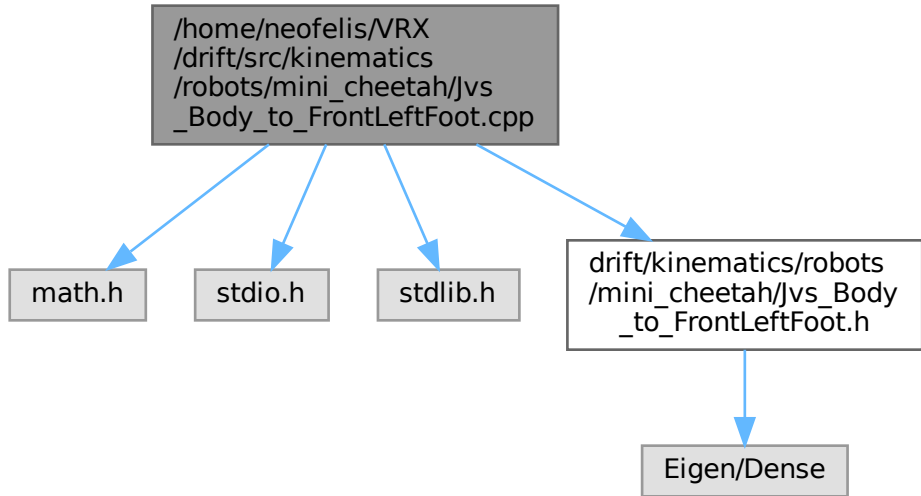 /home/neofelis/VRX
/drift/src/kinematics
/robots/mini_cheetah/Jvs
_Body_to_FrontLeftFoot.cpp
math.h
stdio.h
stdlib.h
drift/kinematics/robots
/mini_cheetah/Jvs_Body
_to_FrontLeftFoot.h
Eigen/Dense